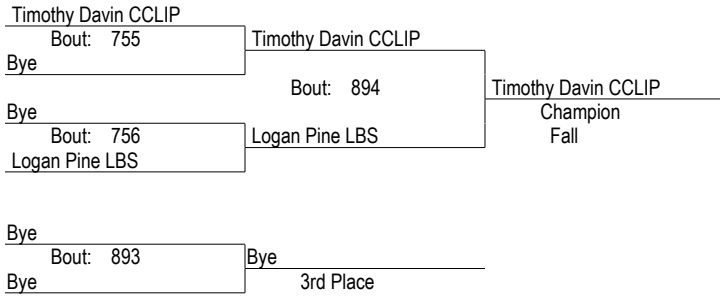 Timothy Davin CCLIP
Bout: 755
Timothy Davin CCLIP
Bye
Bout: 894
Timothy Davin CCLIP
Bye
Champion
Bout: 756
Logan Pine LBS
Fall
Logan Pine LBS
Bye
Bout: 893
Bye
Bye
3rd Place